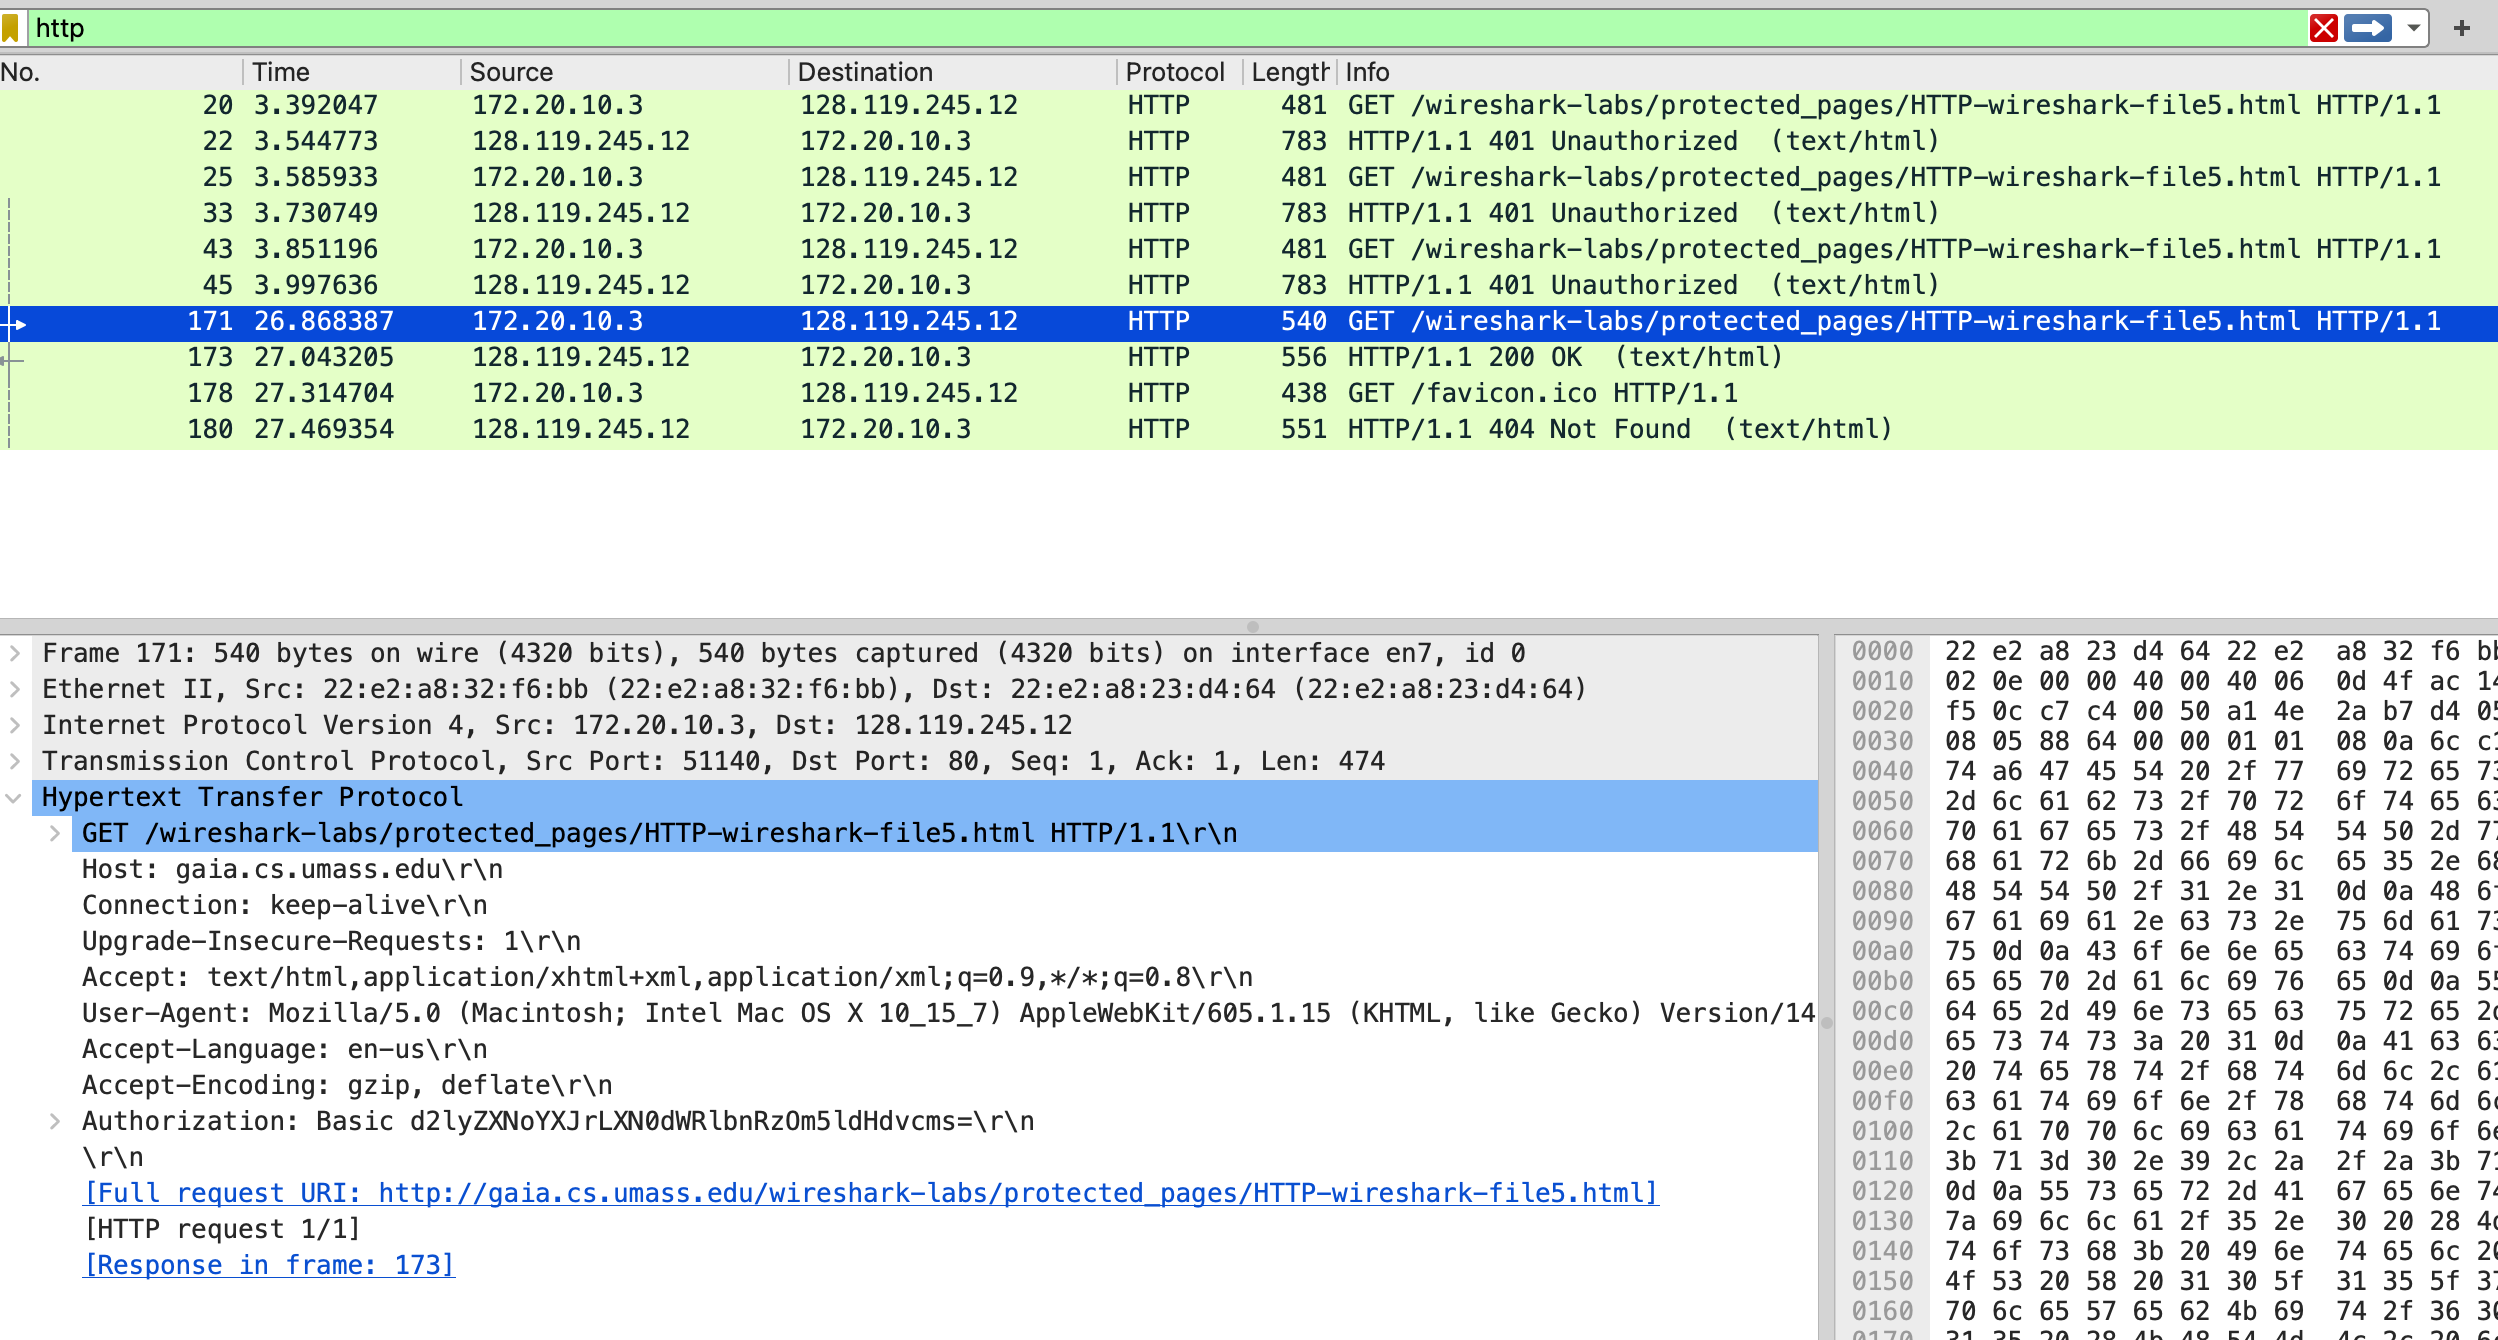 http
No. Time Source Destination Protocol Length Info
20 3.392047 172.20.10.3 128.119.245.12 HTTP 481 GET /wireshark-labs/protected_pages/HTTP-wireshark-file5.html HTTP/1.1
22 3.544773 128.119.245.12 172.20.10.3 HTTP 783 HTTP/1.1 401 Unauthorized (text/html)
25 3.585933 172.20.10.3 128.119.245.12 HTTP 481 GET /wireshark-labs/protected_pages/HTTP-wireshark-file5.html HTTP/1.1
33 3.730749 128.119.245.12 172.20.10.3 HTTP 783 HTTP/1.1 401 Unauthorized (text/html)
43 3.851196 172.20.10.3 128.119.245.12 HTTP 481 GET /wireshark-labs/protected_pages/HTTP-wireshark-file5.html HTTP/1.1
45 3.997636 128.119.245.12 172.20.10.3 HTTP 783 HTTP/1.1 401 Unauthorized (text/html)
171 26.868387 172.20.10.3 128.119.245.12 HTTP 540 GET /wireshark-labs/protected_pages/HTTP-wireshark-file5.html HTTP/1.1
173 27.043205 128.119.245.12 172.20.10.3 HTTP 556 HTTP/1.1 200 OK (text/html)
178 27.314704 172.20.10.3 128.119.245.12 HTTP 438 GET /favicon.ico HTTP/1.1
180 27.469354 128.119.245.12 172.20.10.3 HTTP 551 HTTP/1.1 404 Not Found (text/html)
Frame 171: 540 bytes on wire (4320 bits), 540 bytes captured (4320 bits) on interface en7, id 0
Ethernet II, Src: 22:e2:a8:32:f6:bb (22:e2:a8:32:f6:bb), Dst: 22:e2:a8:23:d4:64 (22:e2:a8:23:d4:64)
Internet Protocol Version 4, Src: 172.20.10.3, Dst: 128.119.245.12
Transmission Control Protocol, Src Port: 51140, Dst Port: 80, Seq: 1, Ack: 1, Len: 474
Hypertext Transfer Protocol
GET /wireshark-labs/protected_pages/HTTP-wireshark-file5.html HTTP/1.1\r\n
Host: gaia.cs.umass.edu\r\n
Connection: keep-alive\r\n
Upgrade-Insecure-Requests: 1\r\n
Accept: text/html,application/xhtml+xml,application/xml;q=0.9,*/*;q=0.8\r\n
User-Agent: Mozilla/5.0 (Macintosh; Intel Mac OS X 10_15_7) AppleWebKit/605.1.15 (KHTML, like Gecko) Version/14
Accept-Language: en-us\r\n
Accept-Encoding: gzip, deflate\r\n
Authorization: Basic d2lyZXNoYXJrLXN0dWRlbnRzOm5ldHdvcms=\r\n
\r\n
[Full request URI: http://gaia.cs.umass.edu/wireshark-labs/protected_pages/HTTP-wireshark-file5.html]
[HTTP request 1/1]
[Response in frame: 173]
0000 22 e2 a8 23 d4 64 22 e2 a8 32 f6
0010 02 0e 00 00 40 00 40 06 0d 4f ac
0020 f5 0c c7 c4 00 50 a1 4e 2a b7 d4
0030 08 05 88 64 00 00 01 01 08 0a 6c
0040 74 a6 47 45 54 20 2f 77 69 72 65
0050 2d 6c 61 62 73 2f 70 72 6f 74 65
0060 70 61 67 65 73 2f 48 54 54 50 2d
0070 68 61 72 6b 2d 66 69 6c 65 35 2e
0080 48 54 54 50 2f 31 2e 31 0d 0a 48
0090 67 61 69 61 2e 63 73 2e 75 6d 61
00a0 75 0d 0a 43 6f 6e 6e 65 63 74 69
00b0 65 65 70 2d 61 6c 69 76 65 0d 0a
00c0 64 65 2d 49 6e 73 65 63 75 72 65
00d0 65 73 74 73 3a 20 31 0d 0a 41 63
00e0 20 74 65 78 74 2f 68 74 6d 6c 2c
00f0 63 61 74 69 6f 6e 2f 78 68 74 6d
0100 2c 61 70 70 6c 69 63 61 74 69 6f
0110 3b 71 3d 30 2e 39 2c 2a 2f 2a 3b
0120 0d 0a 55 73 65 72 2d 41 67 65 6e
0130 7a 69 6c 6c 61 2f 35 2e 30 20 28
0140 74 6f 73 68 3b 20 49 6e 74 65 6c
0150 4f 53 20 58 20 31 30 5f 31 35 5f
0160 70 6c 65 57 65 62 4b 69 74 2f 36